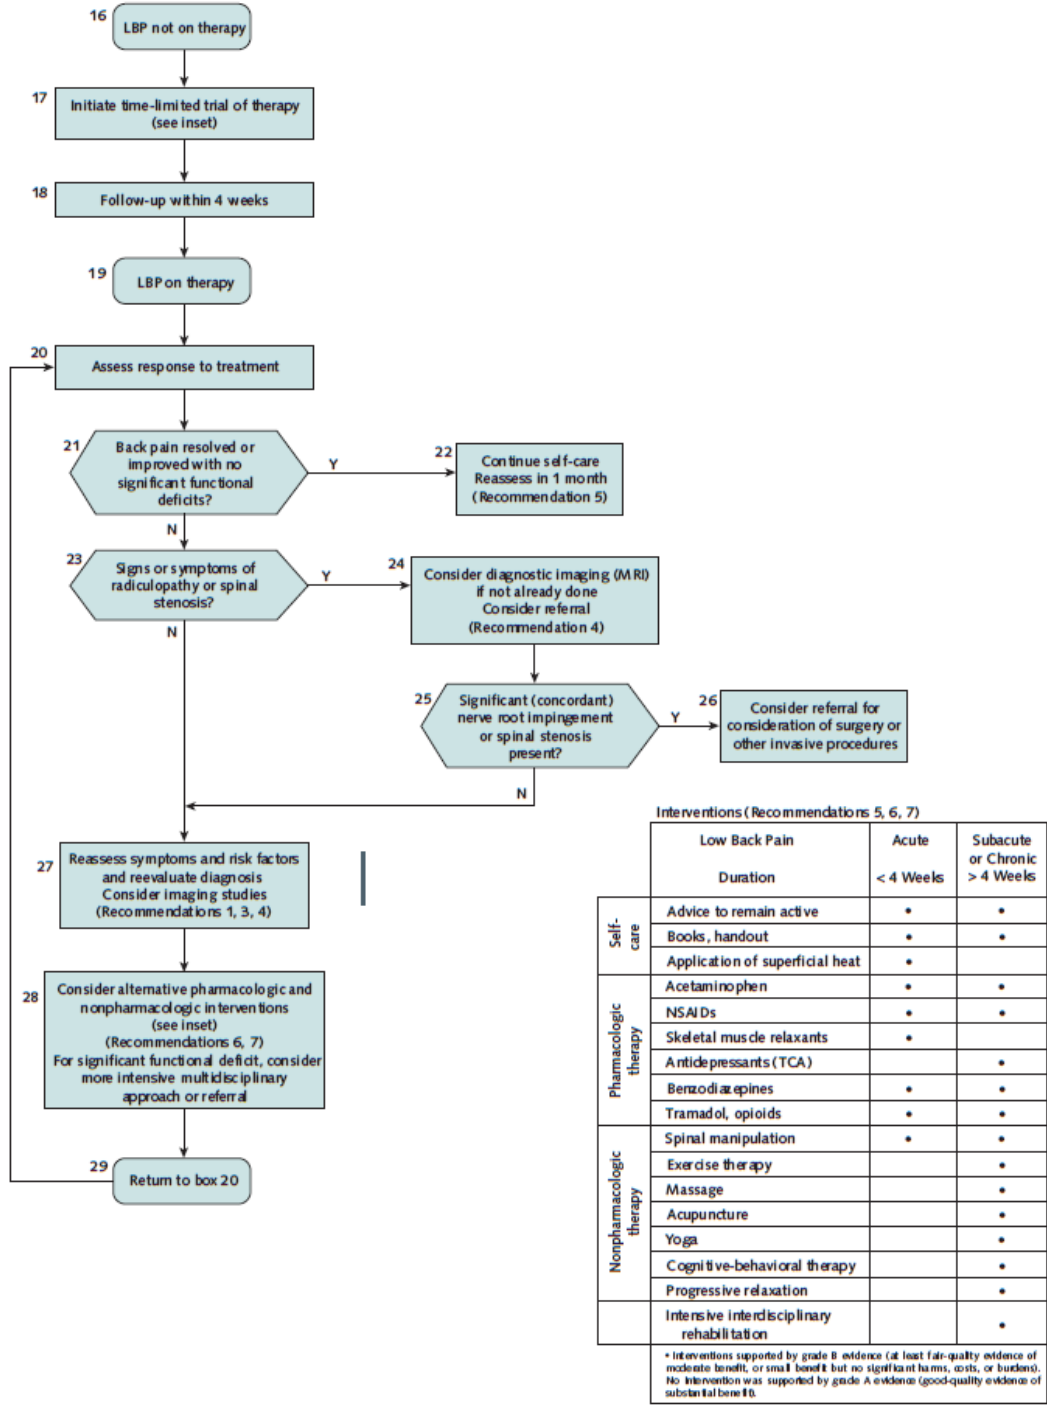 16
LBP not on therapy
17
Initiate time-limited trial of therapy
(see inset)
18
Follow-up within 4 weeks
19
LBP on therapy
20
Assess response to treatment
21
Back pain resolved or
improved with no
significant functional
deficits?
Y
22
Continue self-care
Reassess in 1 month
(Recommendation 5)
N
23
Signs or symptoms of
radiculopathy or spinal
stenosis?
Y
24
Consider diagnostic imaging (MRI)
if not already done
Consider referral
(Recommendation 4)
N
25
Significant (concordant)
nerve root impingement
or spinal stenosis
present?
Y
26
Consider referral for
consideration of surgery or
other invasive procedures
N
27
Reassess symptoms and risk factors
and reevaluate diagnosis
Consider imaging studies
(Recommendations 1, 3, 4)
28
Consider alternative pharmacologic and
nonpharmacologic interventions
(see inset)
(Recommendations 6, 7)
For significant functional deficit, consider
more intensive multidisciplinary
approach or referral
29
Return to box 20
Interventions (Recommendations 5, 6, 7)
Low Back Pain
Duration
Acute
< 4 Weeks
Subacute
or Chronic
> 4 Weeks
Self-
care
Advice to remain active • •
Books, handout • •
Application of superficial heat •
Pharmacologic
therapy
Acetaminophen • •
NSAIDs • •
Skeletal muscle relaxants •
Antidepressants (TCA) •
Benzodiazepines • •
Tramadol, opioids • •
Nonpharmacologic
therapy
Spinal manipulation • •
Exercise therapy •
Massage •
Acupuncture •
Yoga •
Cognitive-behavioral therapy •
Progressive relaxation •
Intensive interdisciplinary
rehabilitation •
• Interventions supported by grade B evidence (at least fair-quality evidence of
moderate benefit, or small benefit but no significant harms, costs, or burdens).
No intervention was supported by grade A evidence (good-quality evidence of
substantial benefit).